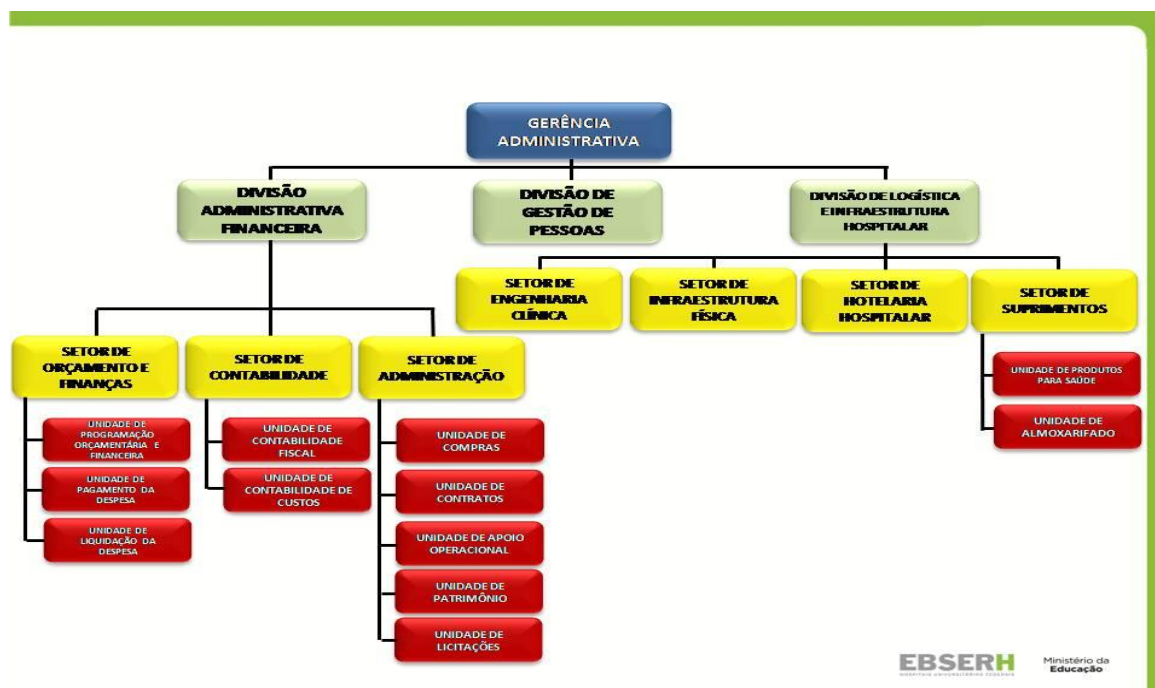 GERÊNCIA
ADMINISTRATIVA
DIVISÃO
ADMINISTRATIVA
FINANCEIRA
DIVISÃO DE
GESTÃO DE
PESSOAS
DIVISÃO DE LOGÍSTICA
E INFRAESTRUTURA
HOSPITALAR
SETOR DE
ENGENHARIA
CLÍNICA
SETOR DE
INFRAESTRUTURA
FÍSICA
SETOR DE
HOTELARIA
HOSPITALAR
SETOR DE
SUPRIMENTOS
SETOR DE
ORÇAMENTO E
FINANÇAS
SETOR DE
CONTABILIDADE
SETOR DE
ADMINISTRAÇÃO
UNIDADE DE PRODUTOS
PARA SAÚDE
UNIDADE DE
ALMOXARIFADO
UNIDADE DE
PROGRAMAÇÃO
ORÇAMENTÁRIA E
FINANCEIRA
UNIDADE DE
PAGAMENTO DA
DESPESA
UNIDADE DE
LIQUIDAÇÃO DA
DESPESA
UNIDADE DE
CONTABILIDADE
FISCAL
UNIDADE DE
CONTABILIDADE DE
CUSTOS
UNIDADE DE
COMPRAS
UNIDADE DE
CONTRATOS
UNIDADE DE APOIO
OPERACIONAL
UNIDADE DE
PATRIMÔNIO
UNIDADE DE
LICITAÇÕES
EBSERH
HOSPITAIS UNIVERSITÁRIOS FEDERAIS
Ministério da
Educação